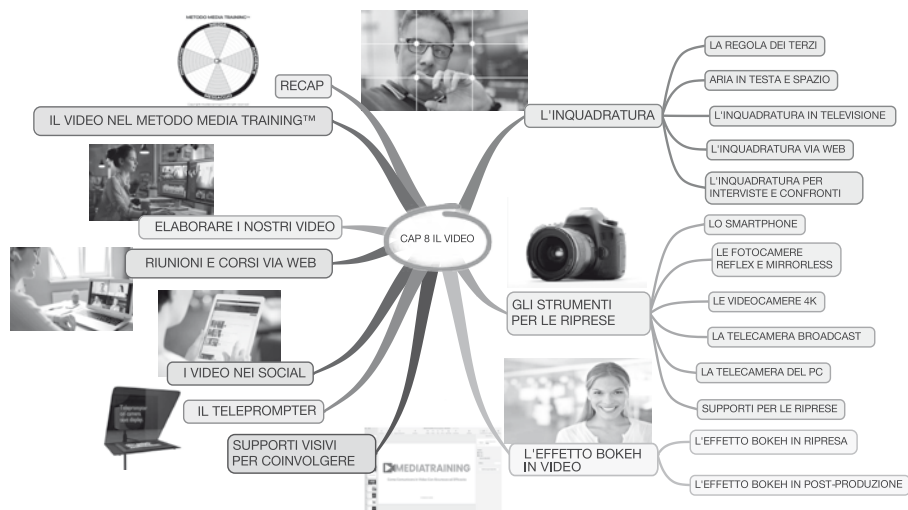 METODO MEDIA TRAINING™
RECAP
IL VIDEO NEL METODO MEDIA TRAINING™
ELABORARE I NOSTRI VIDEO
RIUNIONI E CORSI VIA WEB
I VIDEO NEI SOCIAL
IL TELEPROMPTER
SUPPORTI VISIVI
PER COINVOLGERE
MEDIATRAINING
CAP 8 IL VIDEO
L'INQUADRATURA
LA REGOLA DEI TERZI
ARIA IN TESTA E SPAZIO
L'INQUADRATURA IN TELEVISIONE
L'INQUADRATURA VIA WEB
L'INQUADRATURA PER
INTERVISTE E CONFRONTI
GLI STRUMENTI
PER LE RIPRESE
LO SMARTPHONE
LE FOTOCAMERE
REFLEX E MIRRORLESS
LE VIDEOCAMERE 4K
LA TELECAMERA BROADCAST
LA TELECAMERA DEL PC
SUPPORTI PER LE RIPRESE
L'EFFETTO BOKEH
IN VIDEO
L'EFFETTO BOKEH IN RIPRESA
L'EFFETTO BOKEH IN POST-PRODUZIONE